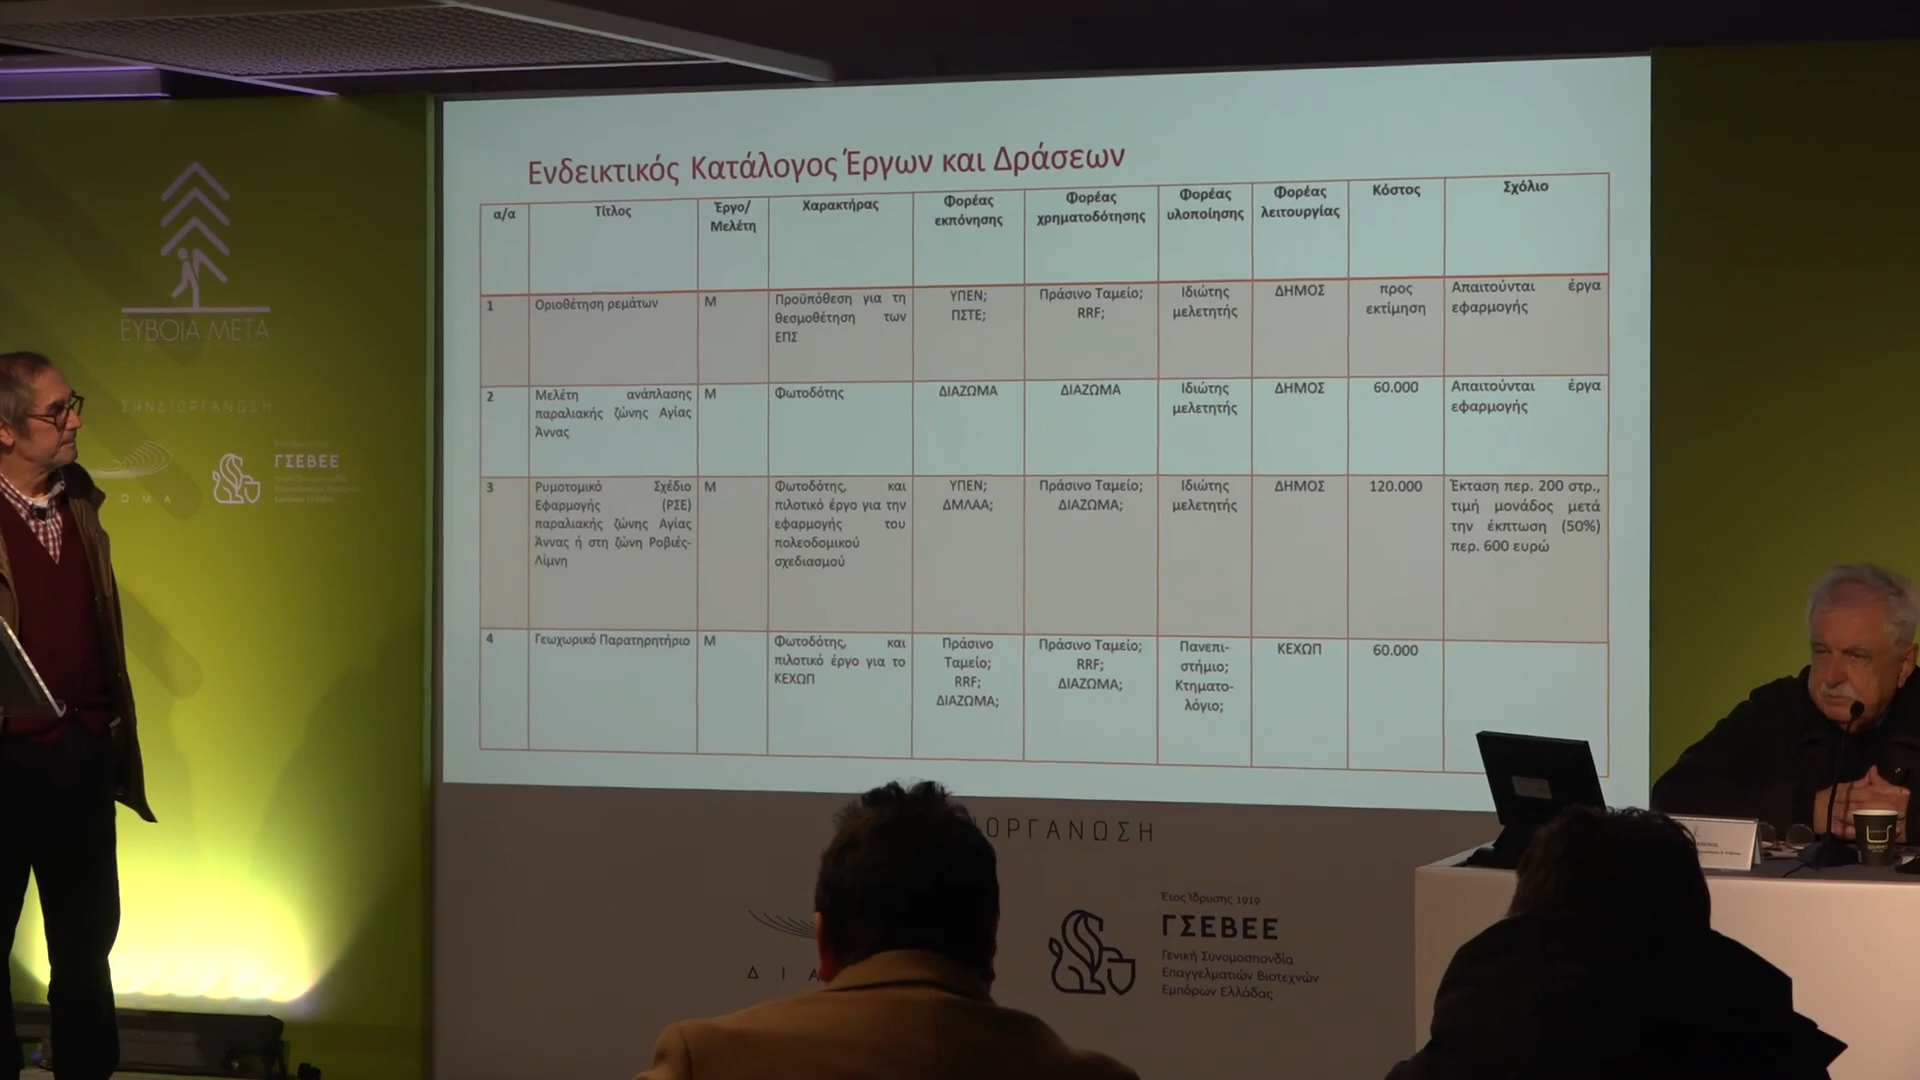 Ενδεικτικός Κατάλογος Έργων και Δράσεων
α/α
Τίτλος
Έργο/
Μελέτη
Χαρακτήρας
Φορέας
εκπόνησης
Φορέας
χρηματοδότησης
Φορέας
υλοποίησης
Φορέας
λειτουργίας
Κόστος
Σχόλιο
1
Οριοθέτηση ρεμάτων
Μ
Προϋπόθεση για τη
θεσμοθέτηση των
ΕΠΣ
ΥΠΕΝ;
ΠΣΤΕ;
Πράσινο Ταμείο;
RRF;
Ιδιώτης
μελετητής
ΔΗΜΟΣ
προς
εκτίμηση
Απαιτούνται έργα
εφαρμογής
2
Μελέτη ανάπλασης
παραλιακής ζώνης Αγίας
Άννας
Μ
Φωτοδότης
ΔΙΑΖΩΜΑ
ΔΙΑΖΩΜΑ
Ιδιώτης
μελετητής
ΔΗΜΟΣ
60.000
Απαιτούνται έργα
εφαρμογής
3
Ρυμοτομικό Σχέδιο
Εφαρμογής (ΡΣΕ)
παραλιακής ζώνης Αγίας
Άννας ή στη ζώνη Ροβιές-
Λίμνη
Μ
Φωτοδότης, και
πιλοτικό έργο για την
εφαρμογής του
πολεοδομικού
σχεδιασμού
ΥΠΕΝ;
ΔΜΛΑΑ;
Πράσινο Ταμείο;
ΔΙΑΖΩΜΑ;
Ιδιώτης
μελετητής
ΔΗΜΟΣ
120.000
Έκταση περ. 200 στρ.,
τιμή μονάδος μετά
την έκπτωση (50%)
περ. 600 ευρώ
4
Γεωχωρικό Παρατηρητήριο
Μ
Φωτοδότης, και
πιλοτικό έργο για το
ΚΕΧΩΠ
Πράσινο
Ταμείο;
RRF;
ΔΙΑΖΩΜΑ;
Πράσινο Ταμείο;
RRF;
ΔΙΑΖΩΜΑ;
Πανεπι-
στήμιο;
Κτηματο-
λόγιο;
ΚΕΧΩΠ
60.000
ΕΥΒΟΙΑ ΜΕΤΑ
ΣΥΝΔΙΟΡΓΑΝΩΣΗ
ΩΜΑ
ΓΣΕΒΕΕ
ΙΟΡΓΑΝΩΣΗ
ΔΙΑ
Έτος Ίδρυσης 1919
ΓΣΕΒΕΕ
Γενική Συνομοσπονδία
Επαγγελματιών Βιοτεχνών
Εμπόρων Ελλάδας